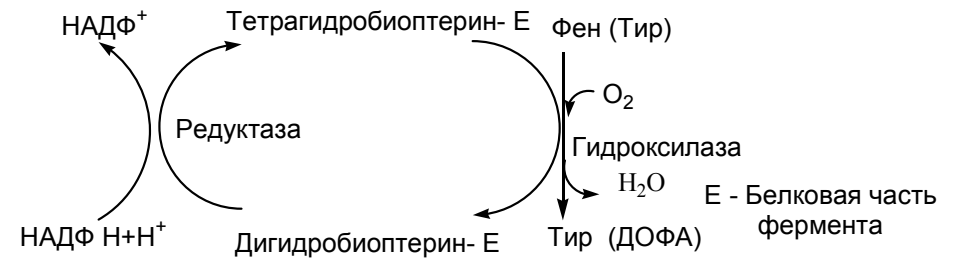 НАДФ⁺ Тетрагидробиоптерин- Е Фен (Тир)
O₂
Редуктаза
Гидроксилаза
H₂O
Е - Белковая часть
фермента
НАДФ Н+Н⁺ Дигидробиоптерин- Е Тир (ДОФА)